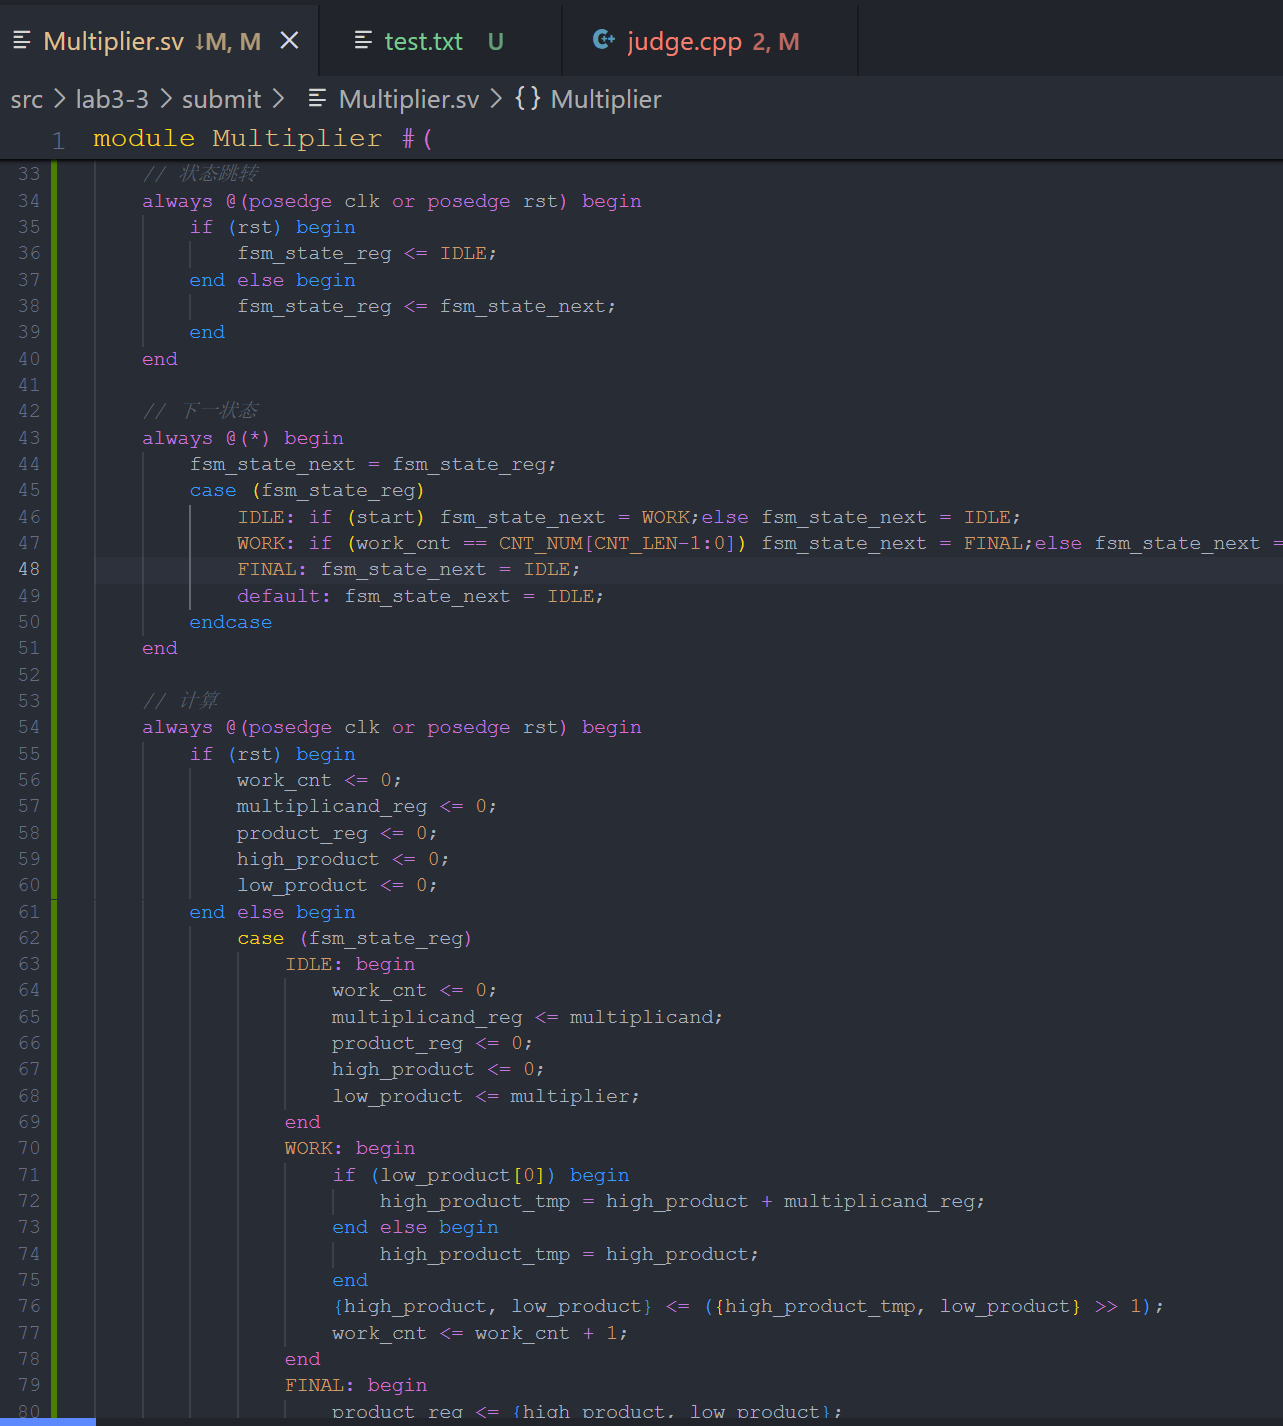 Multiplier.sv ↓M, M × test.txt U judge.cpp 2, M
src > lab3-3 > submit > Multiplier.sv > {} Multiplier
1 module Multiplier #(
33 // 状态跳转
34 always @(posedge clk or posedge rst) begin
35 if (rst) begin
36 fsm_state_reg <= IDLE;
37 end else begin
38 fsm_state_reg <= fsm_state_next;
39 end
40 end
41
42 // 下一状态
43 always @(*) begin
44 fsm_state_next = fsm_state_reg;
45 case (fsm_state_reg)
46 IDLE: if (start) fsm_state_next = WORK;else fsm_state_next = IDLE;
47 WORK: if (work_cnt == CNT_NUM[CNT_LEN-1:0]) fsm_state_next = FINAL;else fsm_state_next =
48 FINAL: fsm_state_next = IDLE;
49 default: fsm_state_next = IDLE;
50 endcase
51 end
52
53 // 计算
54 always @(posedge clk or posedge rst) begin
55 if (rst) begin
56 work_cnt <= 0;
57 multiplicand_reg <= 0;
58 product_reg <= 0;
59 high_product <= 0;
60 low_product <= 0;
61 end else begin
62 case (fsm_state_reg)
63 IDLE: begin
64 work_cnt <= 0;
65 multiplicand_reg <= multiplicand;
66 product_reg <= 0;
67 high_product <= 0;
68 low_product <= multiplier;
69 end
70 WORK: begin
71 if (low_product[0]) begin
72 high_product_tmp = high_product + multiplicand_reg;
73 end else begin
74 high_product_tmp = high_product;
75 end
76 {high_product, low_product} <= ({high_product_tmp, low_product} >> 1);
77 work_cnt <= work_cnt + 1;
78 end
79 FINAL: begin
80 product_reg <= {high_product, low_product};